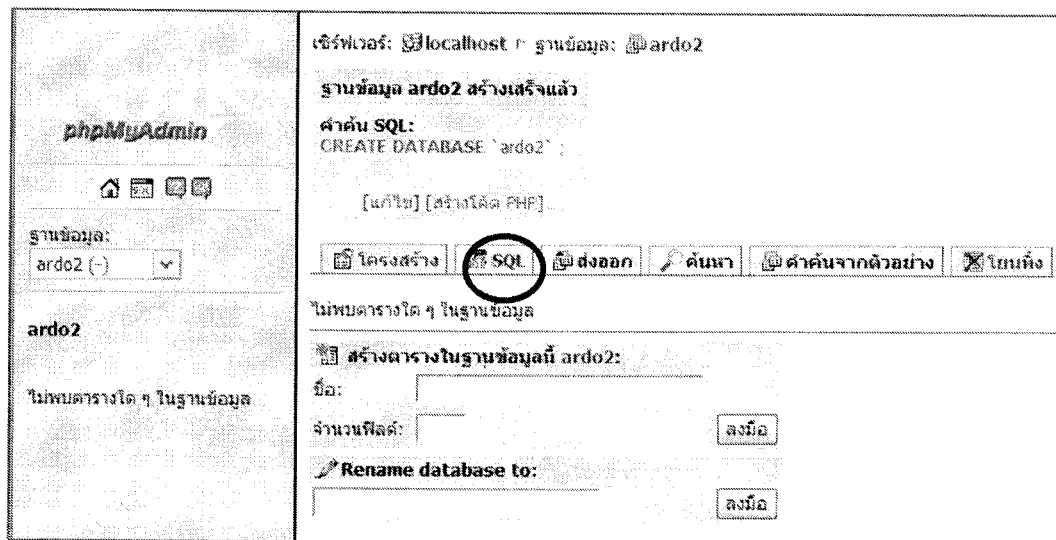 phpMyAdmin
ฐานข้อมูล:
ardo2 (-)
ardo2
ไม่พบตารางใด ๆ ในฐานข้อมูล
เซิร์ฟเวอร์: localhost ฐานข้อมูล: ardo2
ฐานข้อมูล ardo2 สร้างเสร็จแล้ว
คำค้น SQL:
CREATE DATABASE `ardo2` ;
[แก้ไข] [สร้างโค้ด PHP]
โครงสร้าง SQL ส่งออก ค้นหา คำค้นจากตัวอย่าง โยนทิ้ง
ไม่พบตารางใด ๆ ในฐานข้อมูล
สร้างตารางในฐานข้อมูลนี้ ardo2:
ชื่อ:
จำนวนฟิลด์: ลงมือ
Rename database to:
ลงมือ